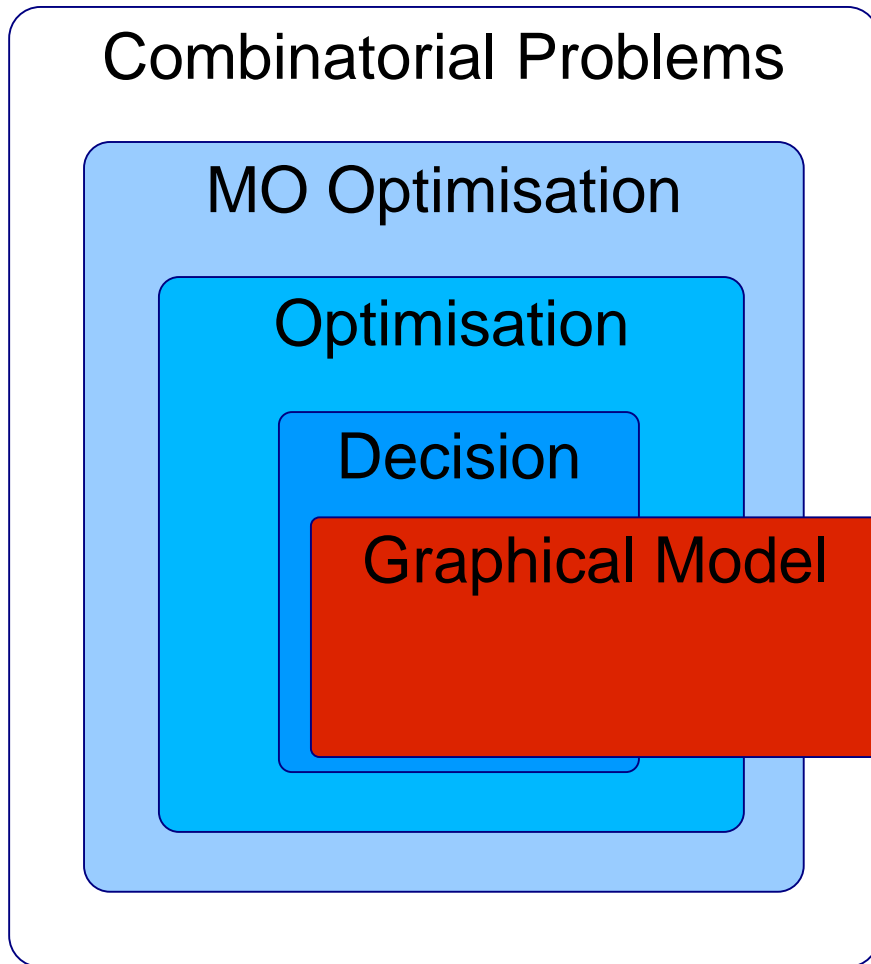 Combinatorial Problems
MO Optimisation
Optimisation
Decision
Graphical Model